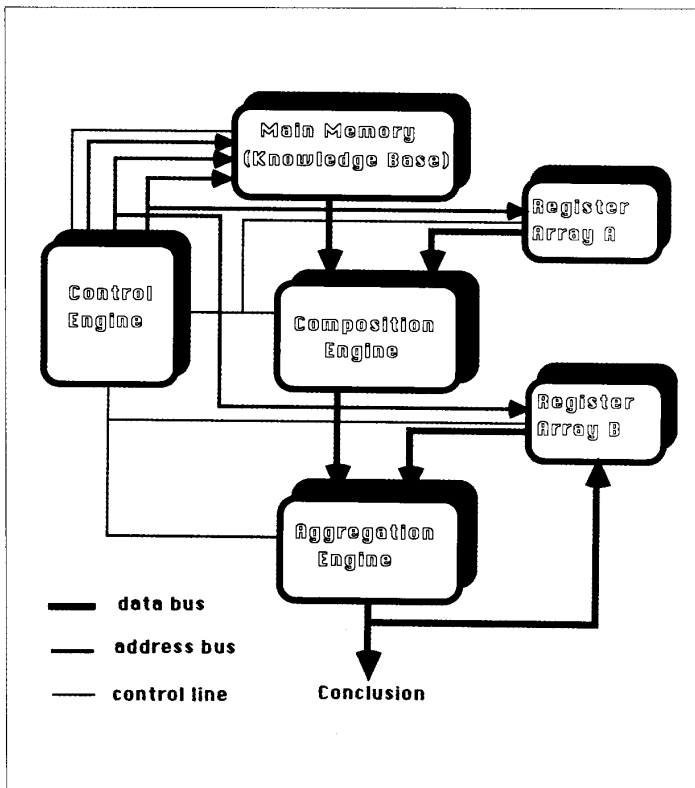 Main Memory
(Knowledge Base)
Register
Array A
Control
Engine
Composition
Engine
Register
Array B
Aggregation
Engine
data bus
address bus
control line
Conclusion